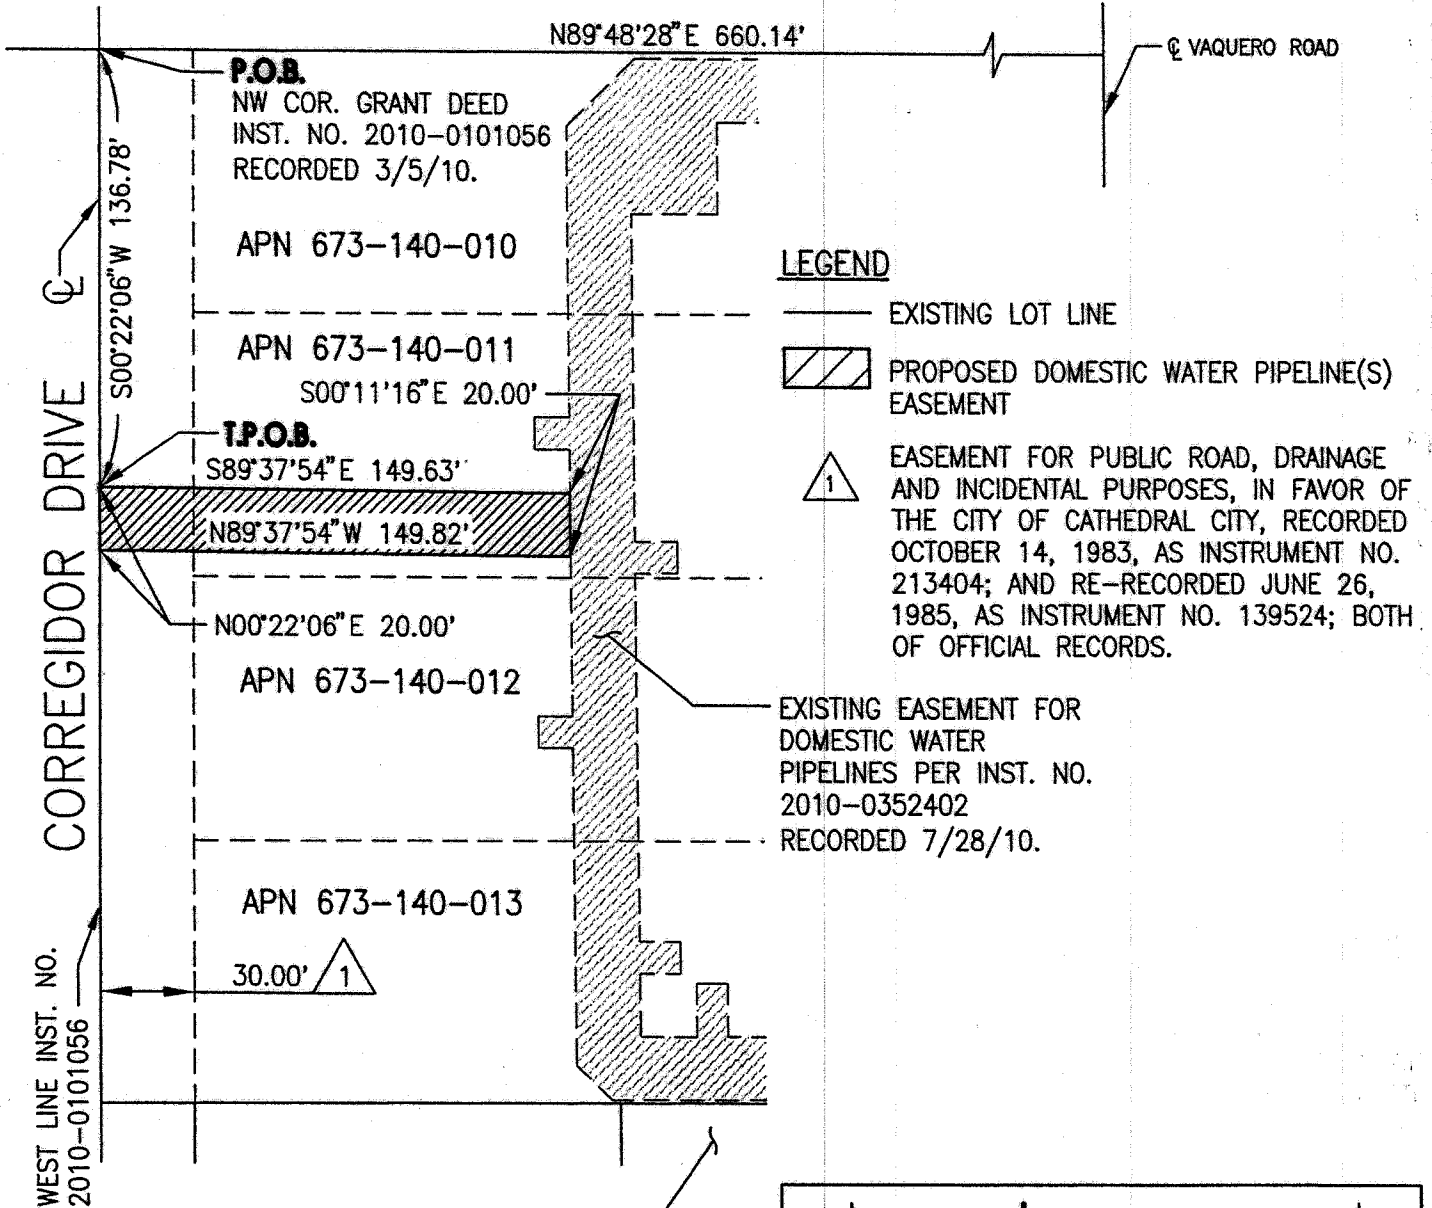 N89°48'28"E 660.14'
℄ VAQUERO ROAD
P.O.B.
NW COR. GRANT DEED
INST. NO. 2010-0101056
RECORDED 3/5/10.
S00°22'06"W 136.78'
APN 673-140-010
℄
CORREGIDOR DRIVE
APN 673-140-011
S00°11'16"E 20.00'
T.P.O.B.
S89°37'54"E 149.63'
N89°37'54"W 149.82'
N00°22'06"E 20.00'
APN 673-140-012
APN 673-140-013
30.00' 1
WEST LINE INST. NO.
2010-0101056
LEGEND
EXISTING LOT LINE
PROPOSED DOMESTIC WATER PIPELINE(S)
EASEMENT
1
EASEMENT FOR PUBLIC ROAD, DRAINAGE
AND INCIDENTAL PURPOSES, IN FAVOR OF
THE CITY OF CATHEDRAL CITY, RECORDED
OCTOBER 14, 1983, AS INSTRUMENT NO.
213404; AND RE-RECORDED JUNE 26,
1985, AS INSTRUMENT NO. 139524; BOTH
OF OFFICIAL RECORDS.
EXISTING EASEMENT FOR
DOMESTIC WATER
PIPELINES PER INST. NO.
2010-0352402
RECORDED 7/28/10.